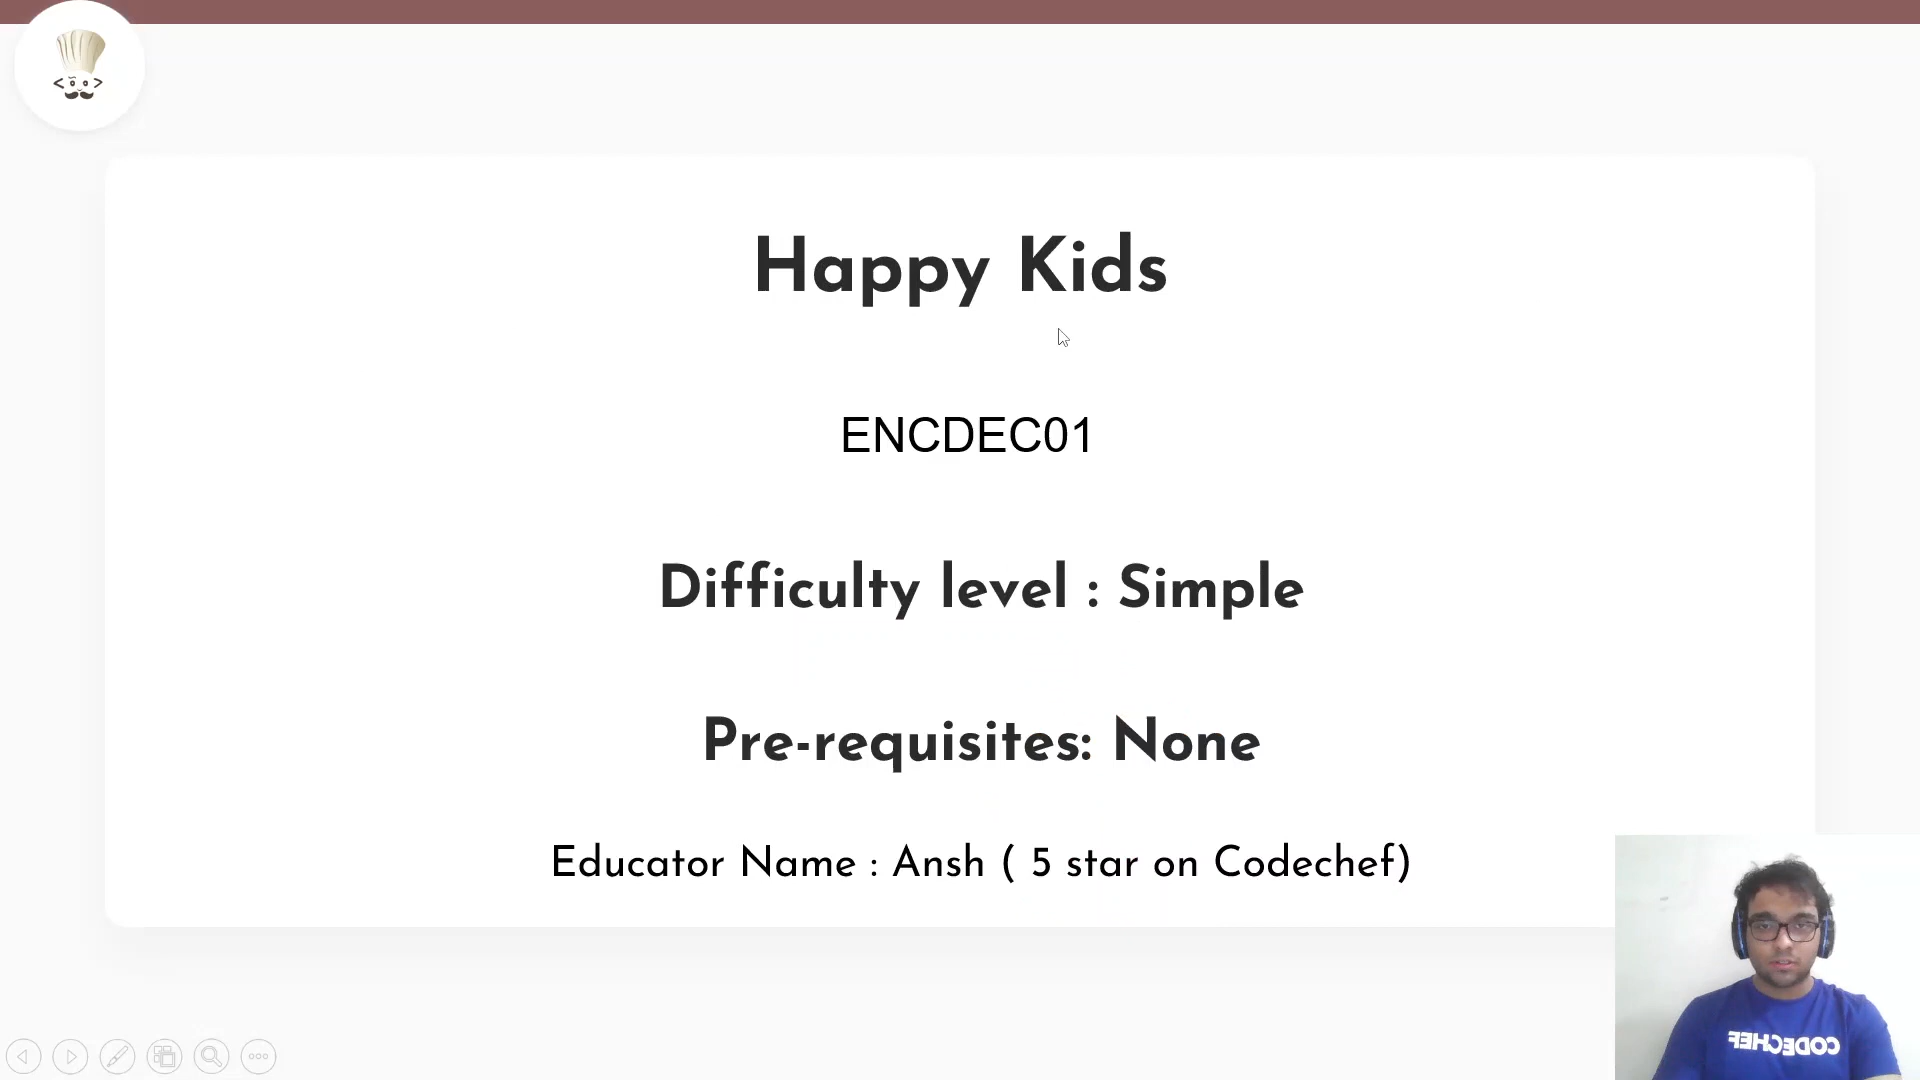 Happy Kids
ENCDEC01
Difficulty level : Simple
Pre-requisites: None
Educator Name : Ansh ( 5 star on Codechef)
CODECHEF